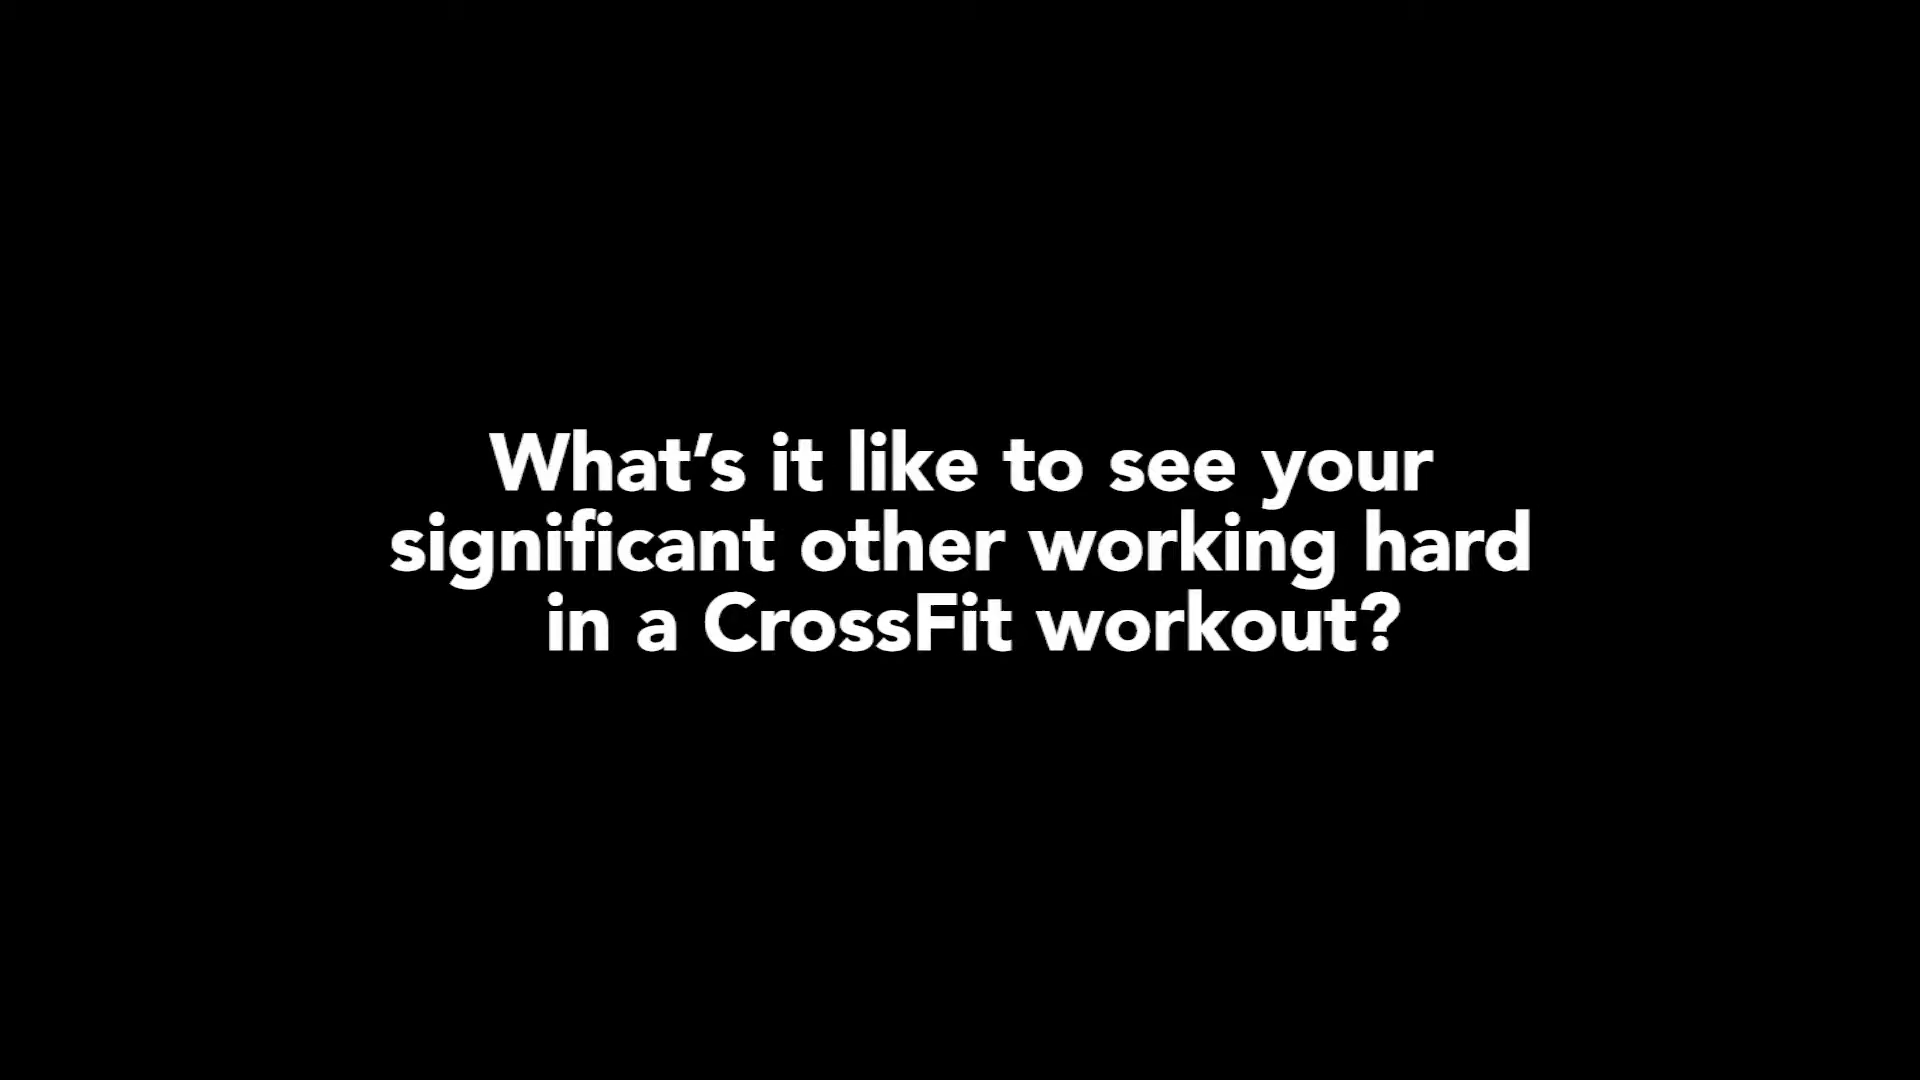 What’s it like to see your
significant other working hard
in a CrossFit workout?